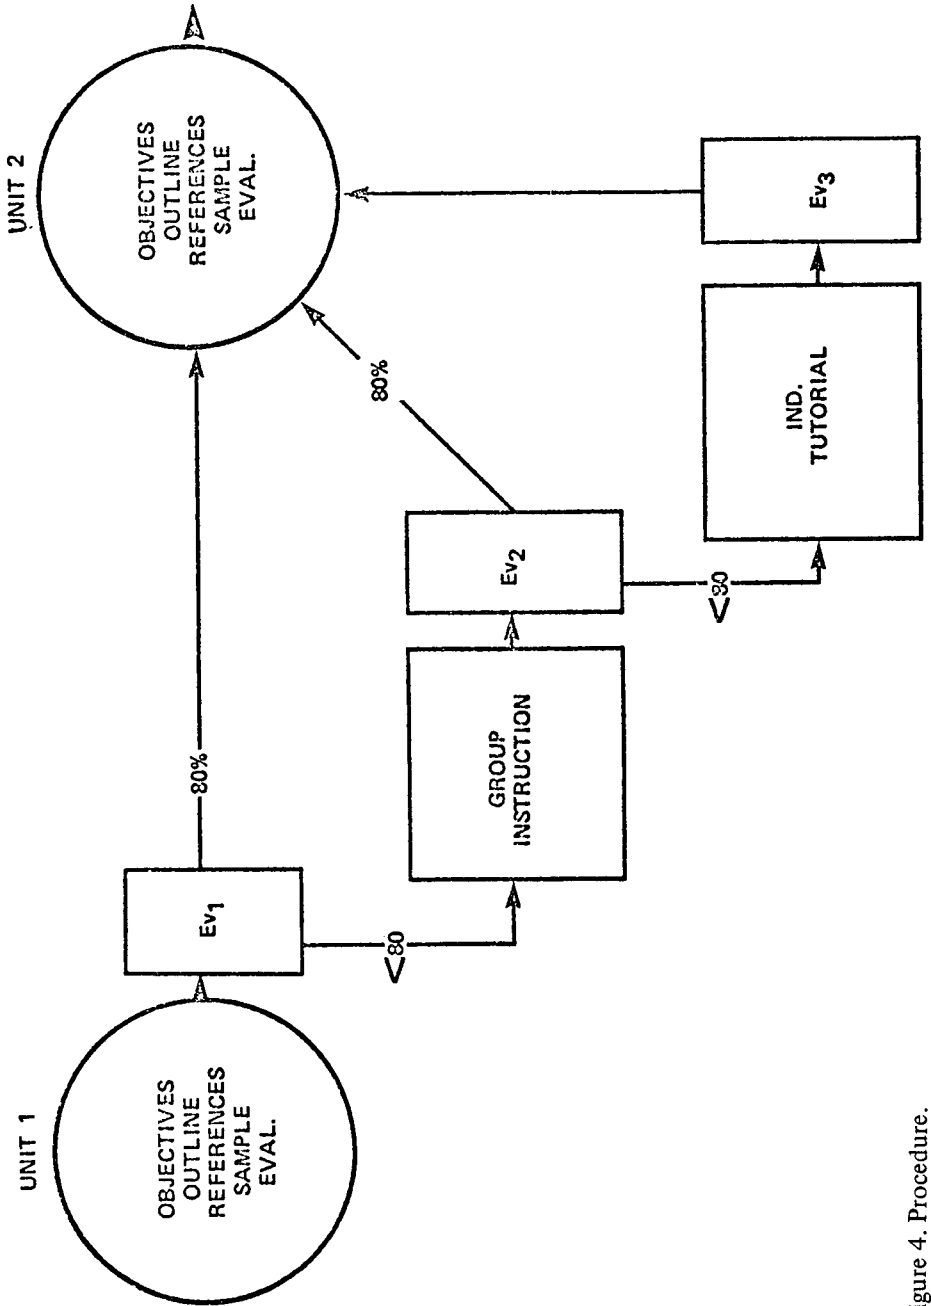 UNIT 1
OBJECTIVES
OUTLINE
REFERENCES
SAMPLE
EVAL.
Ev1
80%
<80
GROUP
INSTRUCTION
Ev2
80%
<80
IND.
TUTORIAL
Ev3
UNIT 2
OBJECTIVES
OUTLINE
REFERENCES
SAMPLE
EVAL.
igure 4. Procedure.